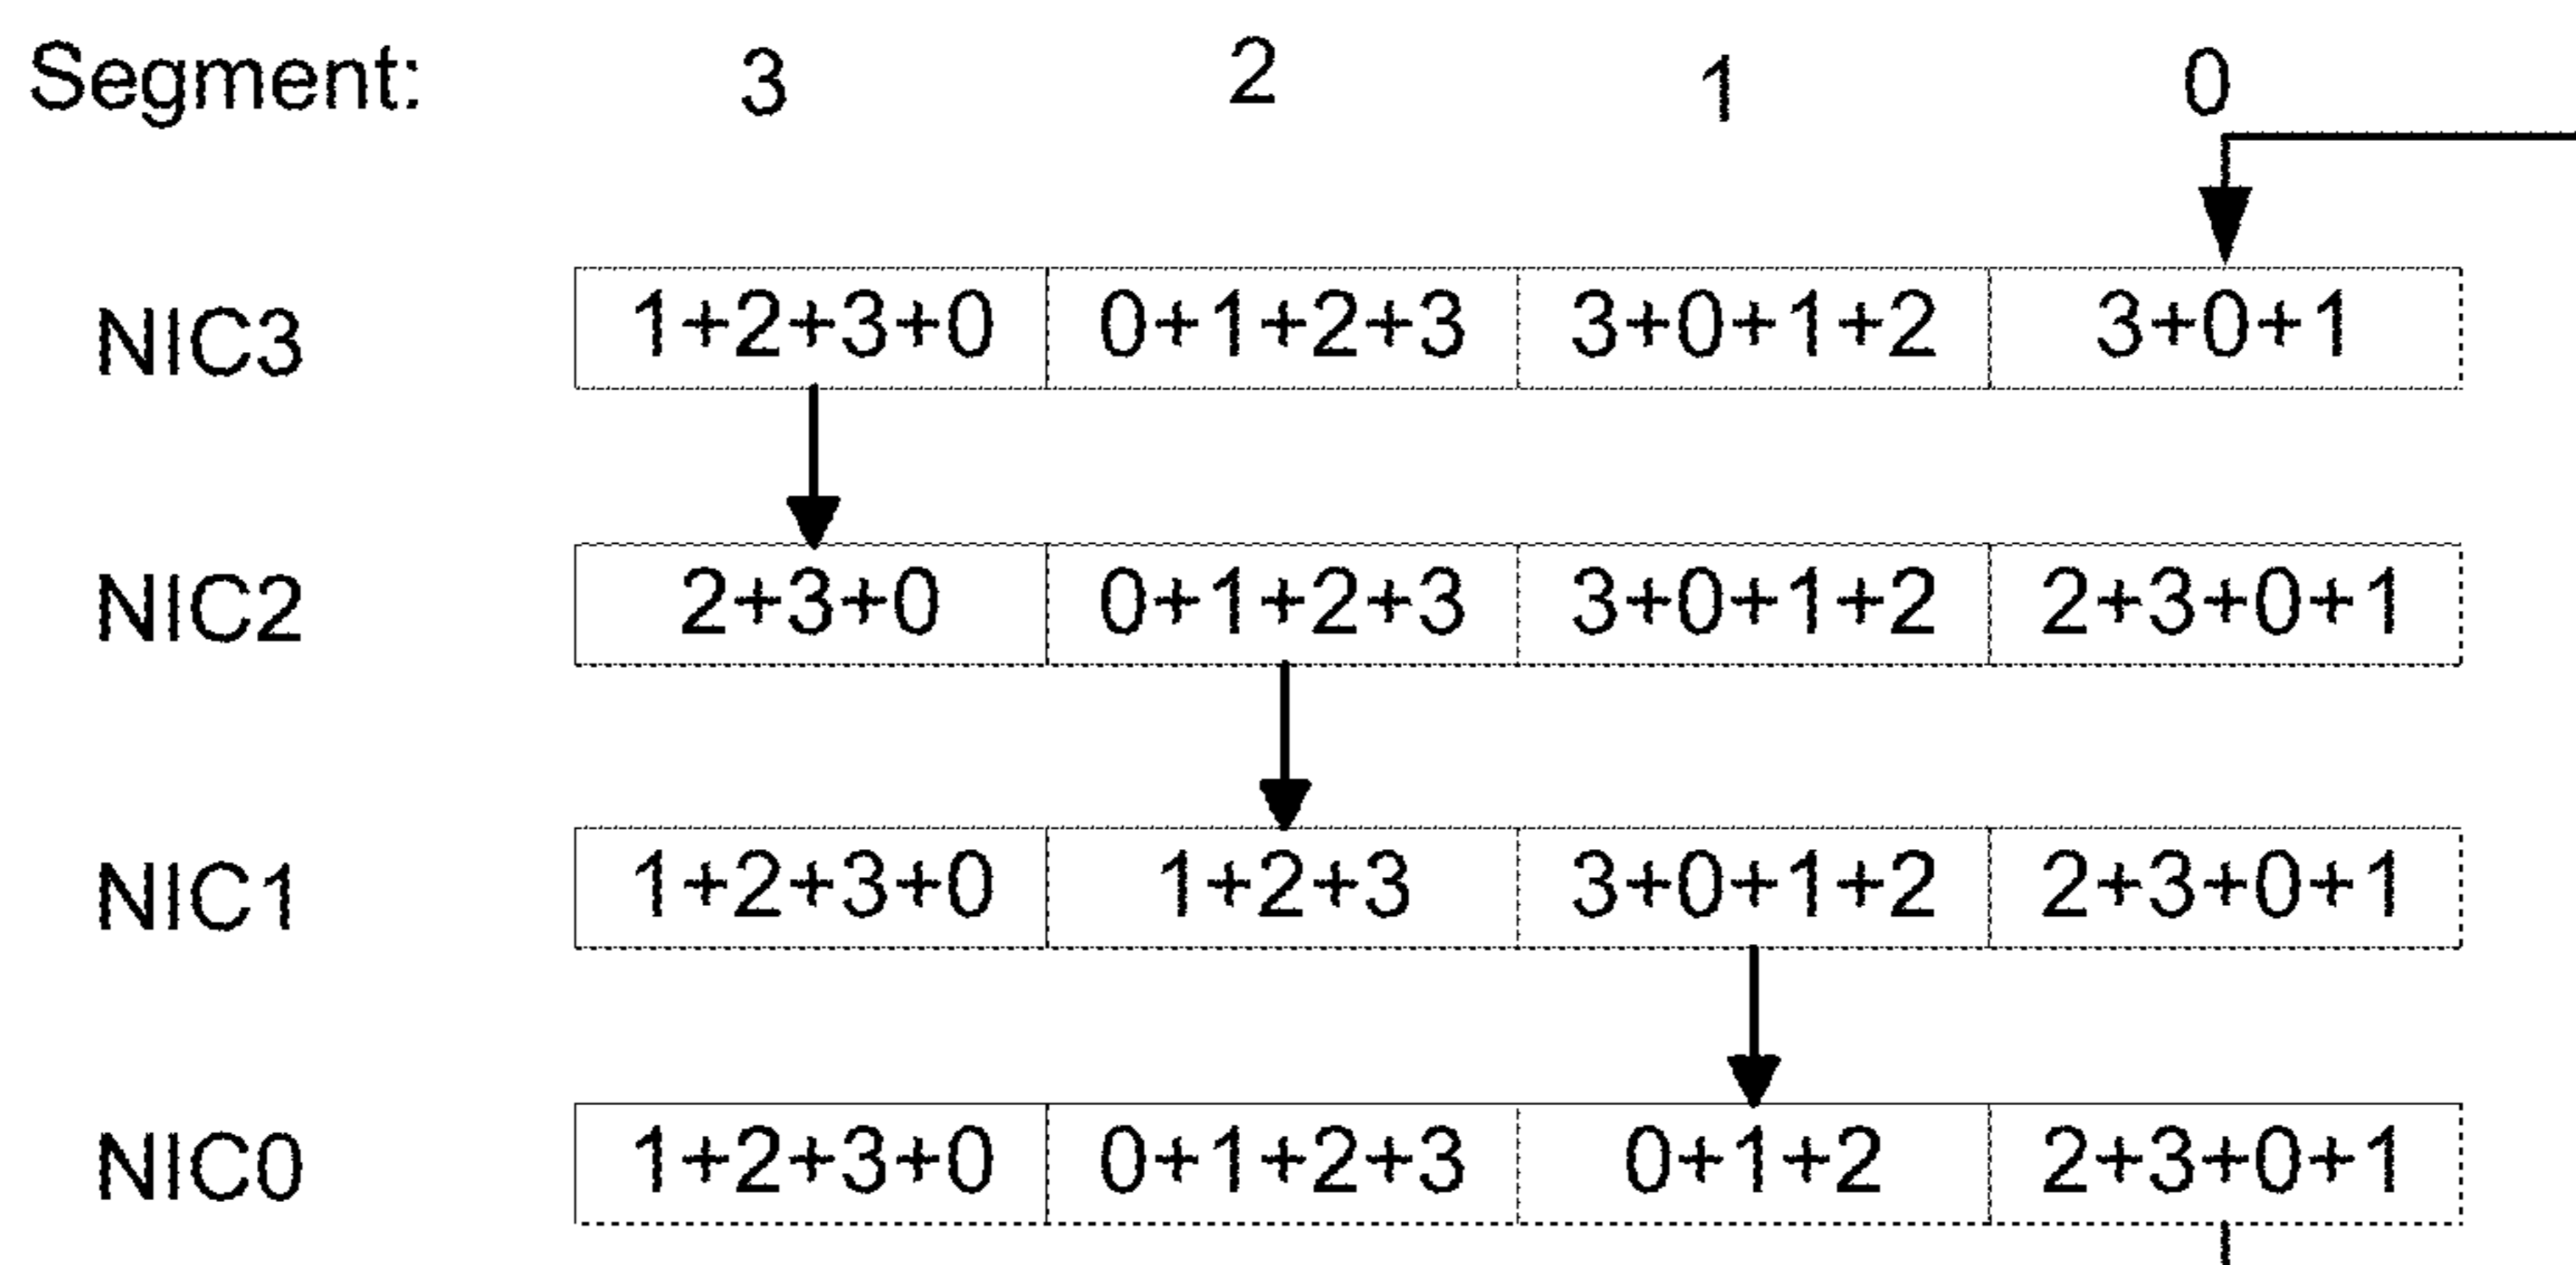 Segment: 3 2 1 0
NIC3 1+2+3+0 0+1+2+3 3+0+1+2 3+0+1
NIC2 2+3+0 0+1+2+3 3+0+1+2 2+3+0+1
NIC1 1+2+3+0 1+2+3 3+0+1+2 2+3+0+1
NIC0 1+2+3+0 0+1+2+3 0+1+2 2+3+0+1